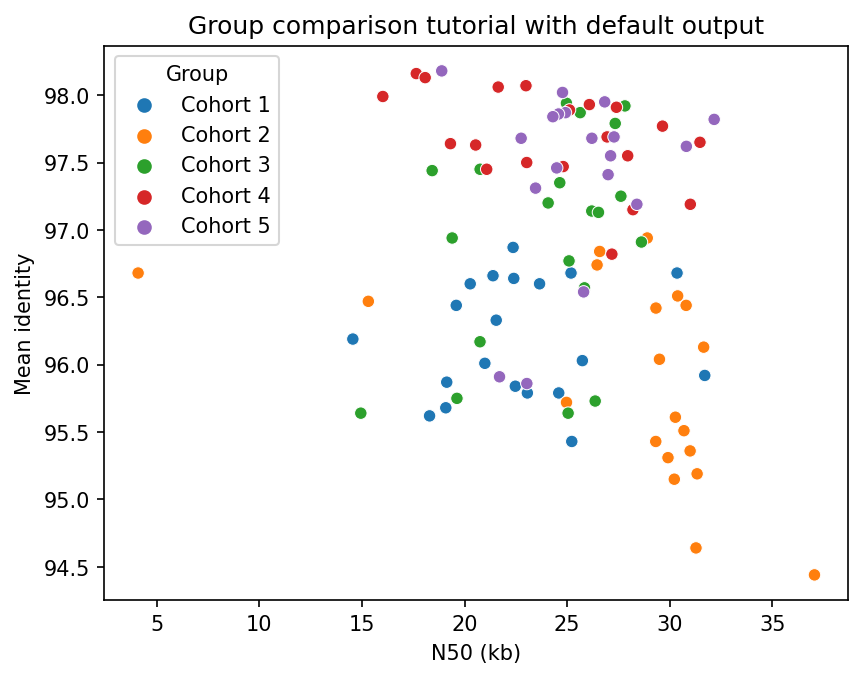 Group comparison tutorial with default output
Group
Cohort 1
Cohort 2
Cohort 3
Cohort 4
Cohort 5
Mean identity
98.0
97.5
97.0
96.5
96.0
95.5
95.0
94.5
5 10 15 20 25 30 35
N50 (kb)